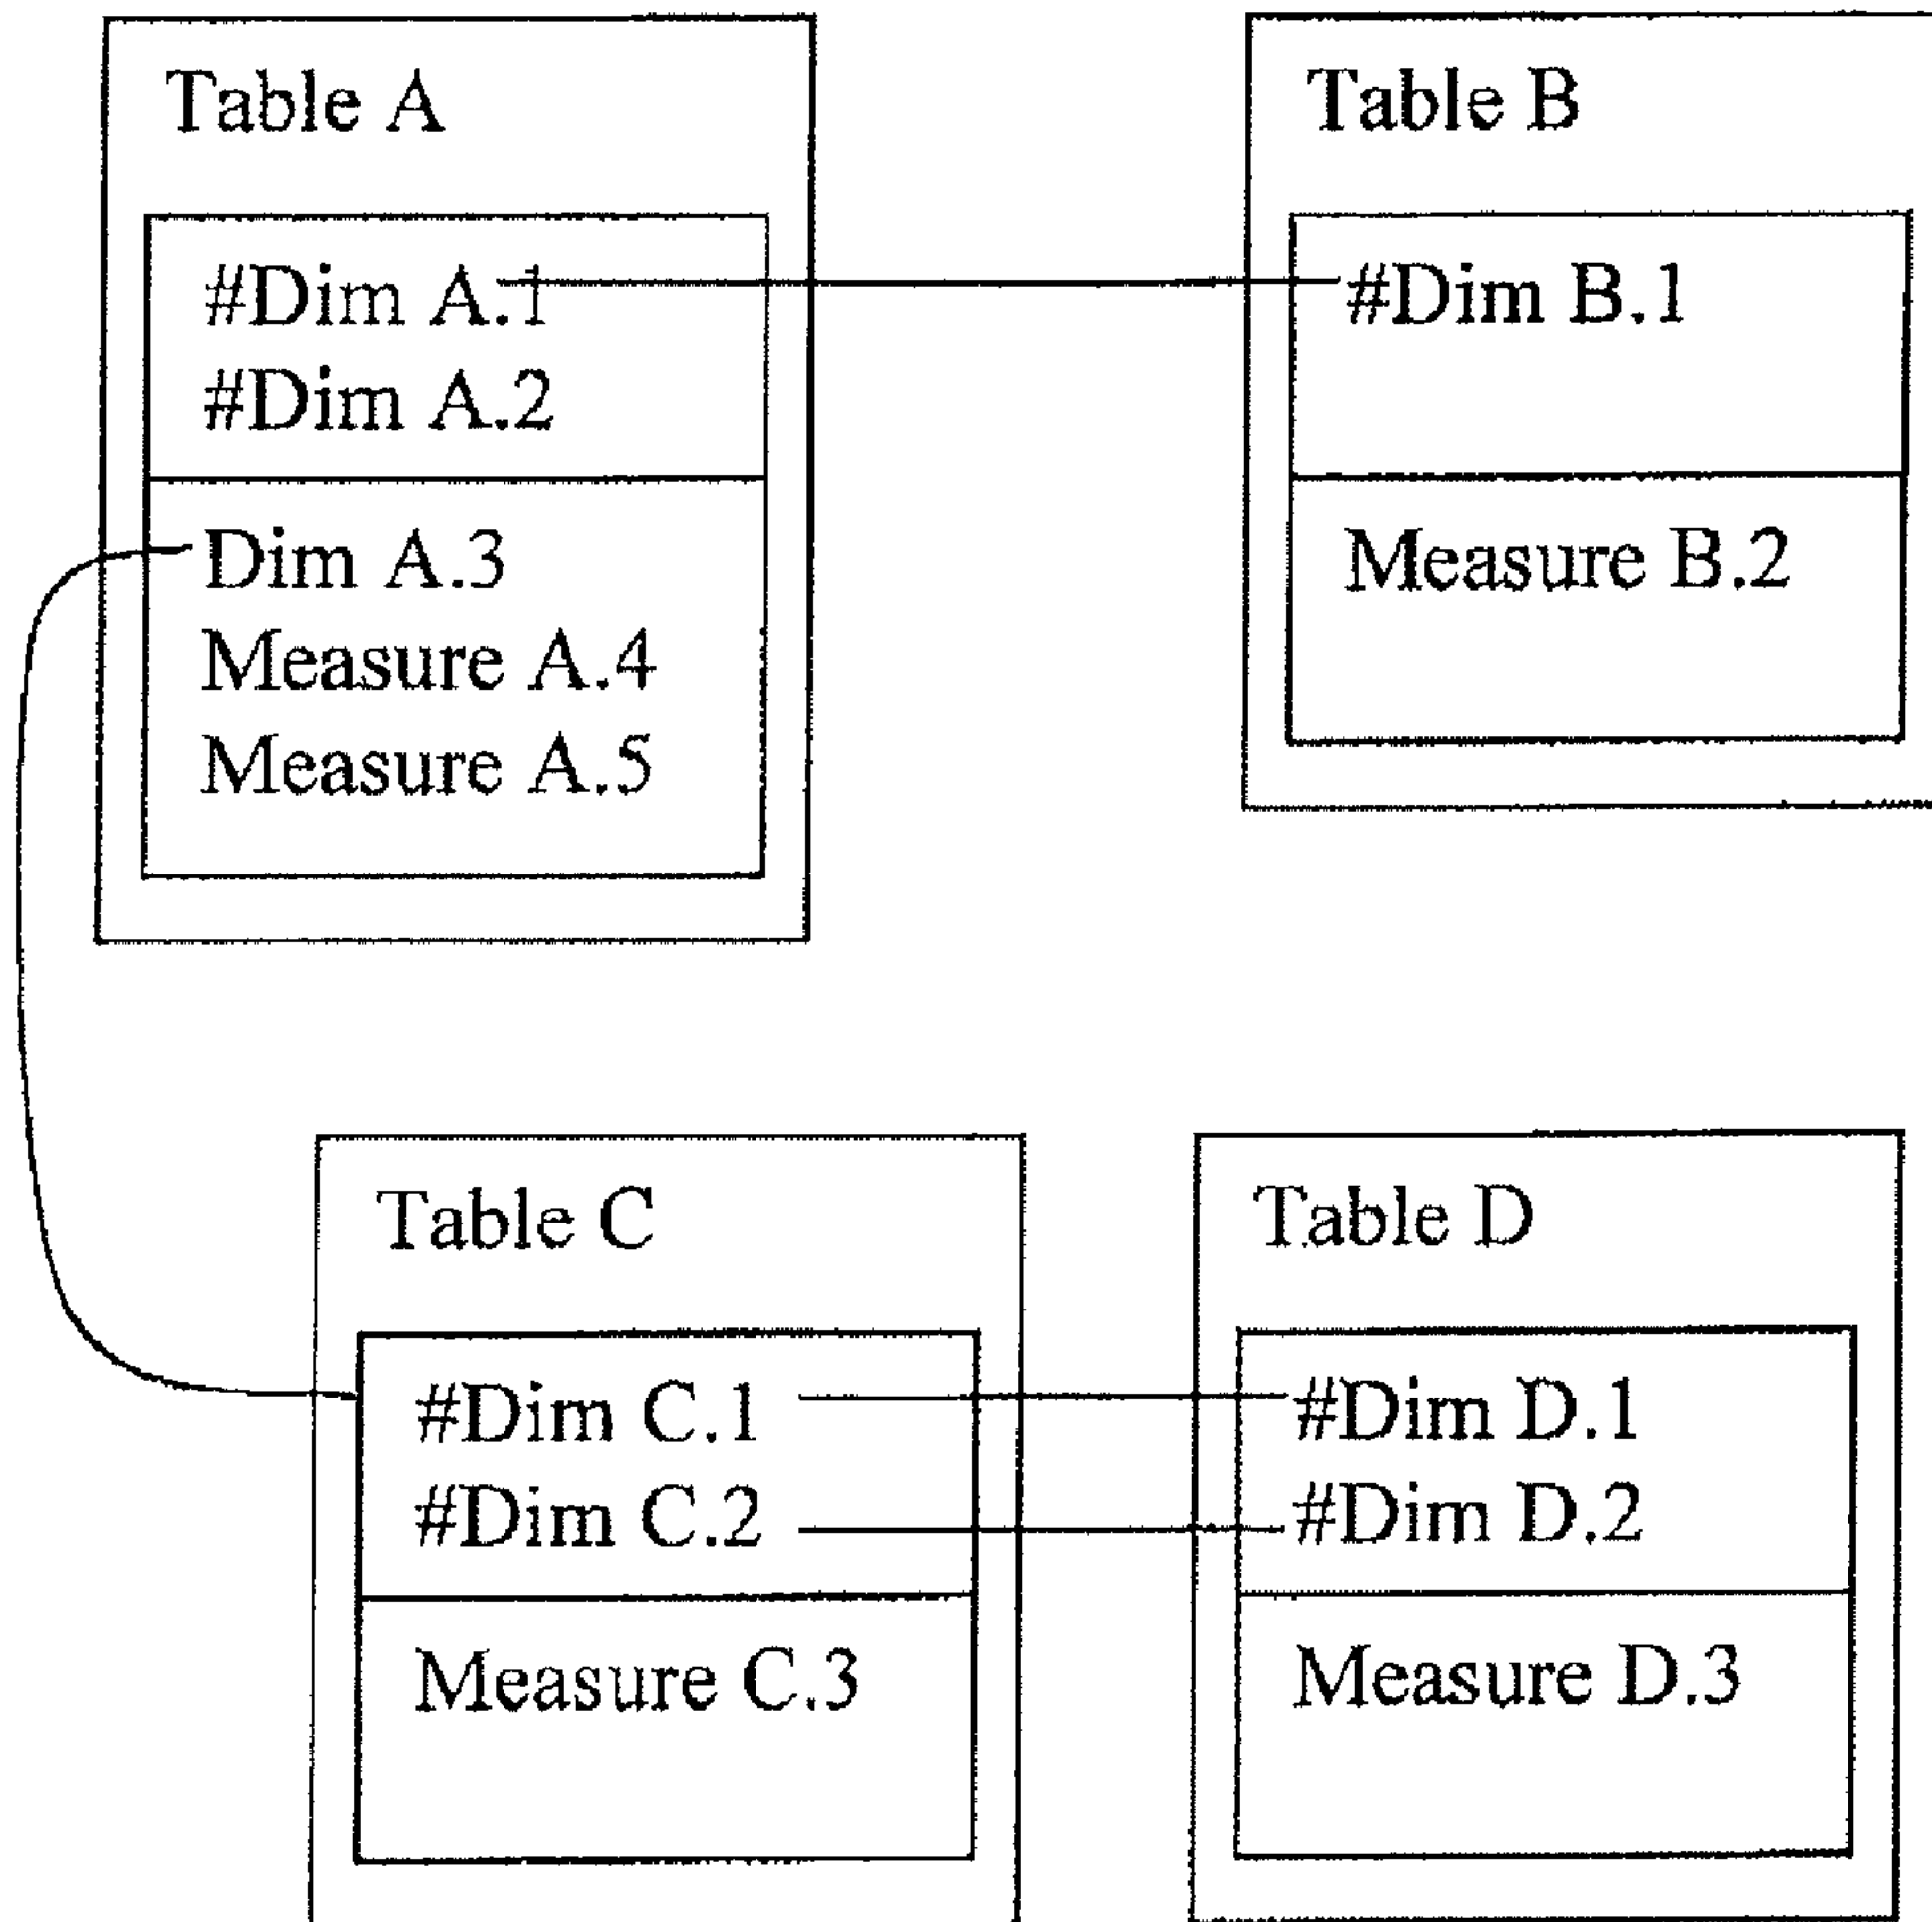 Table A
#Dim A.1
#Dim A.2
Dim A.3
Measure A.4
Measure A.5
Table B
#Dim B.1
Measure B.2
Table C
#Dim C.1
#Dim C.2
Measure C.3
Table D
#Dim D.1
#Dim D.2
Measure D.3